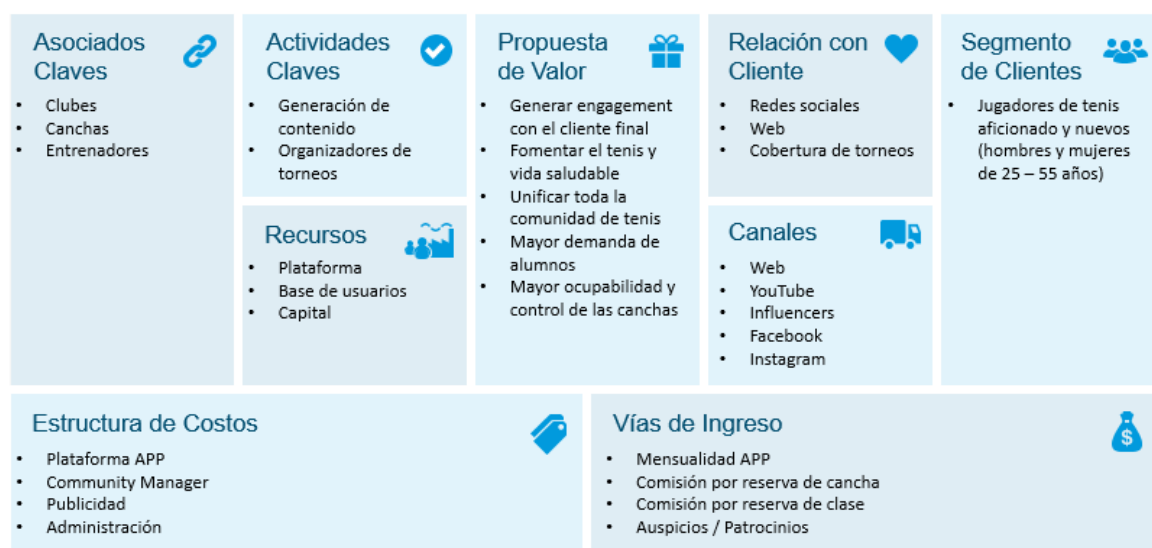 Asociados
Claves
• Clubes
• Canchas
• Entrenadores
Actividades
Claves
• Generación de
contenido
• Organizadores de
torneos
Recursos
• Plataforma
• Base de usuarios
• Capital
Propuesta
de Valor
• Generar engagement
con el cliente final
• Fomentar el tenis y
vida saludable
• Unificar toda la
comunidad de tenis
• Mayor demanda de
alumnos
• Mayor ocupabilidad y
control de las canchas
Relación con
Cliente
• Redes sociales
• Web
• Cobertura de torneos
Canales
• Web
• YouTube
• Influencers
• Facebook
• Instagram
Segmento
de Clientes
• Jugadores de tenis
aficionado y nuevos
(hombres y mujeres
de 25 – 55 años)
Estructura de Costos
• Plataforma APP
• Community Manager
• Publicidad
• Administración
Vías de Ingreso
$
• Mensualidad APP
• Comisión por reserva de cancha
• Comisión por reserva de clase
• Auspicios / Patrocinios